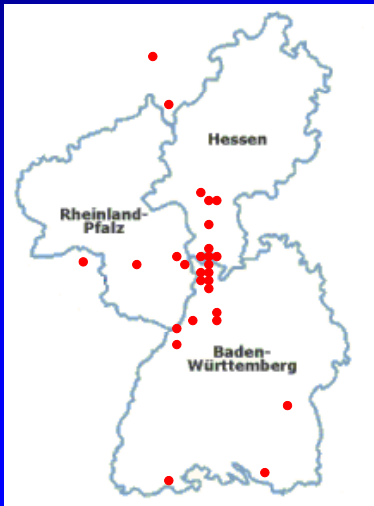 Hessen
Rheinland-
Pfalz
Baden-
Württemberg